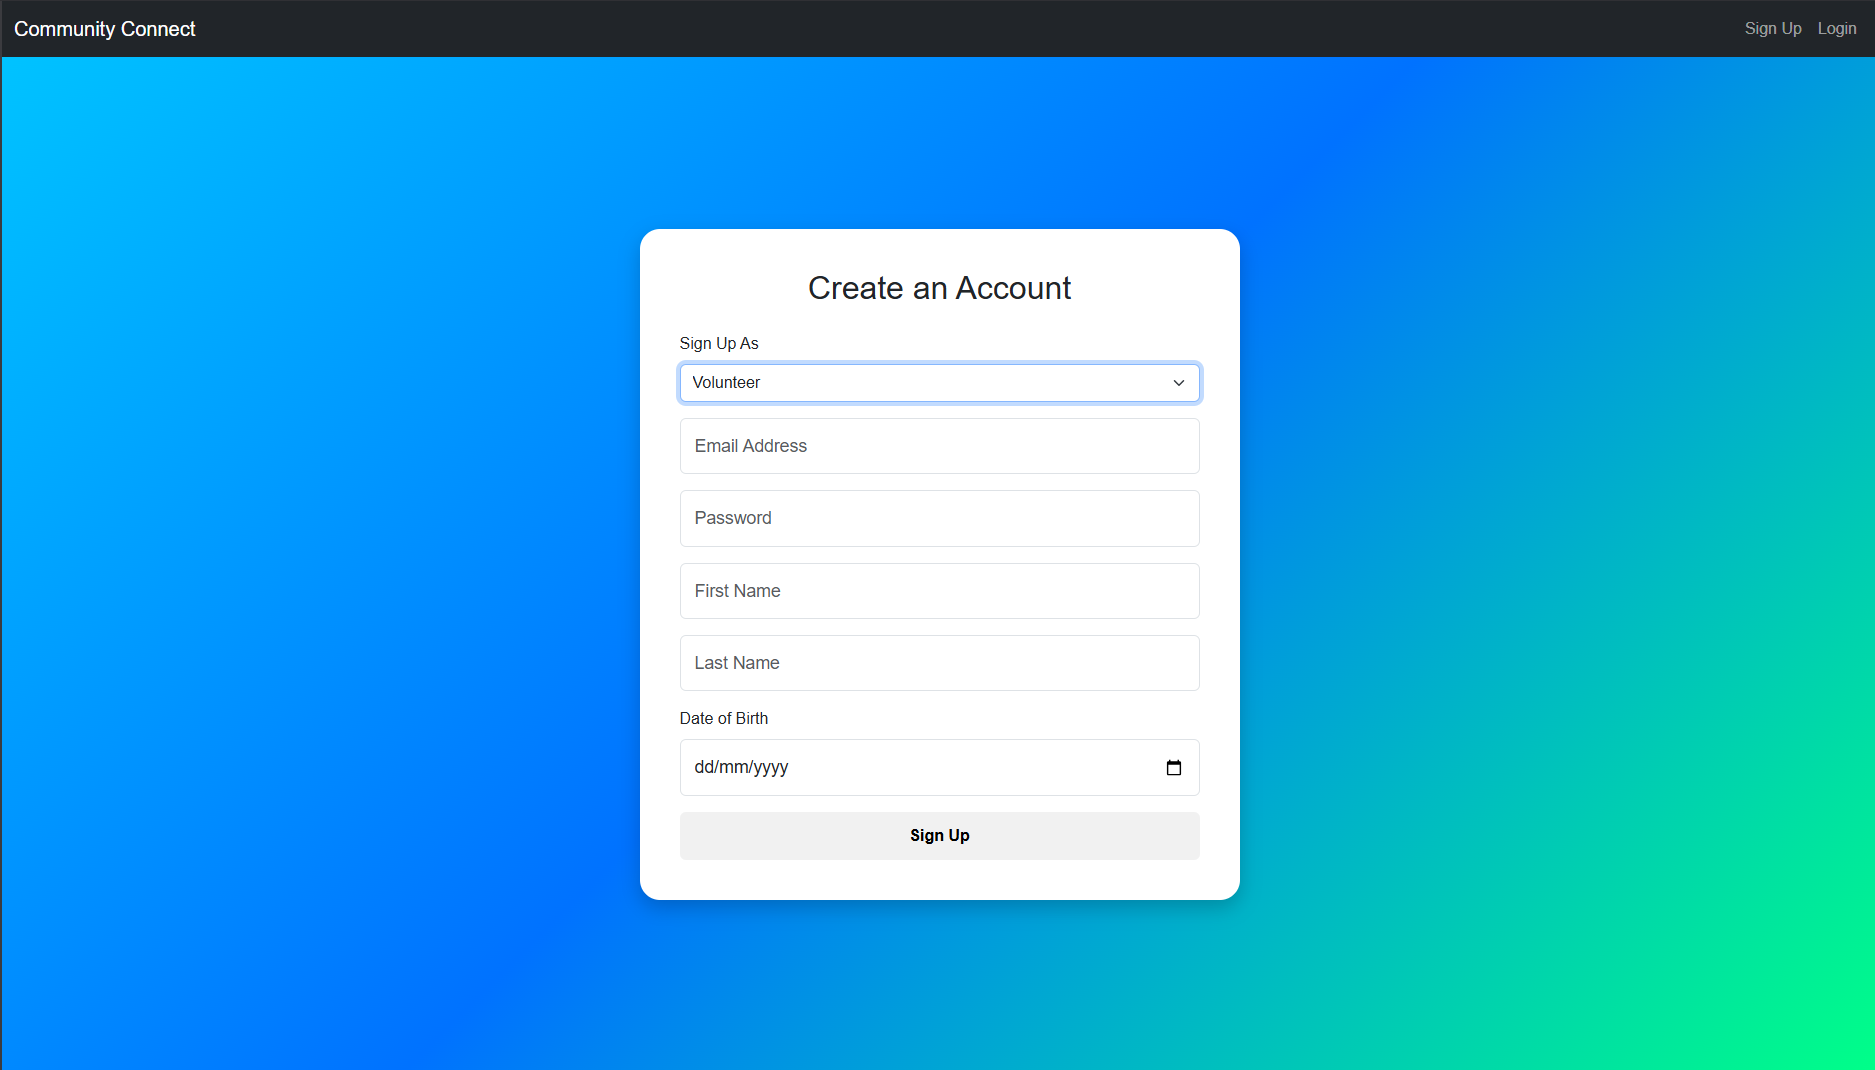 Community Connect
Sign Up Login
Create an Account
Sign Up As
Volunteer
Email Address
Password
First Name
Last Name
Date of Birth
dd/mm/yyyy
Sign Up